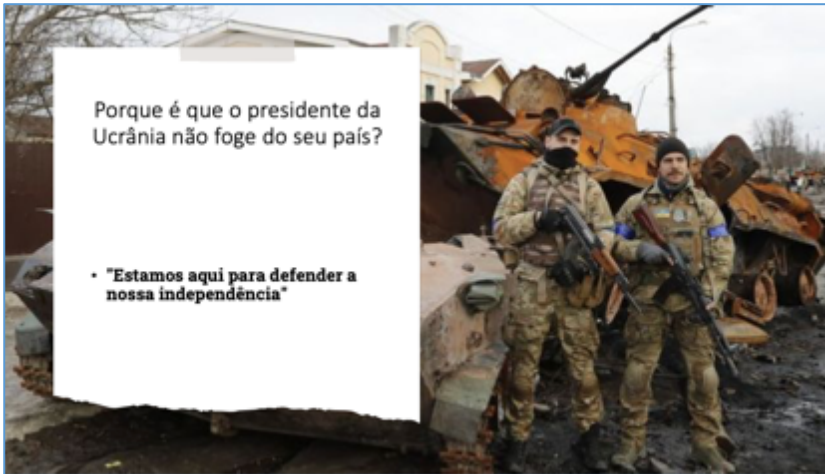 Porque é que o presidente da
Ucrânia não foge do seu país?
• "Estamos aqui para defender a
nossa independência"